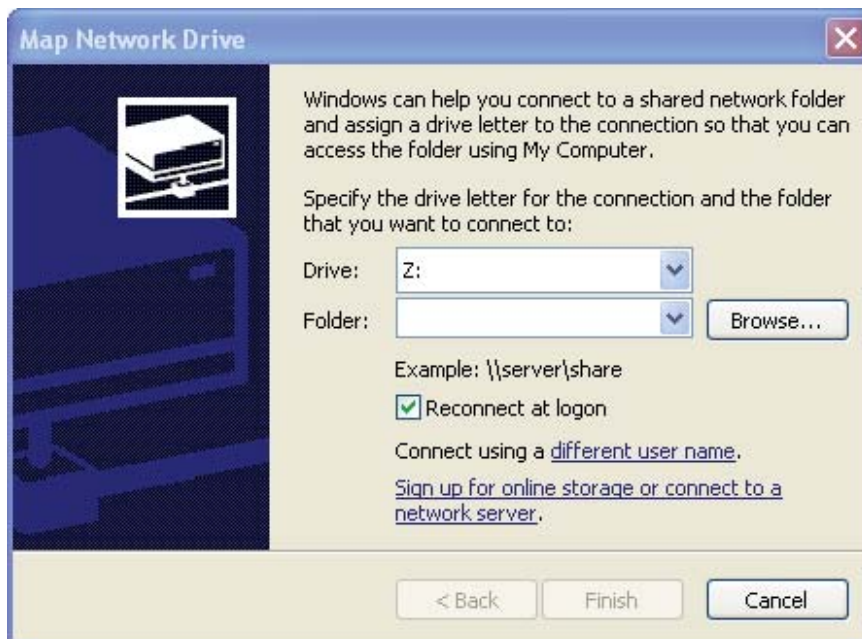 Map Network Drive
Windows can help you connect to a shared network folder
and assign a drive letter to the connection so that you can
access the folder using My Computer.
Specify the drive letter for the connection and the folder
that you want to connect to:
Drive: Z:
Folder: Browse...
Example: \\server\share
Reconnect at logon
Connect using a different user name.
Sign up for online storage or connect to a
network server.
< Back Finish Cancel